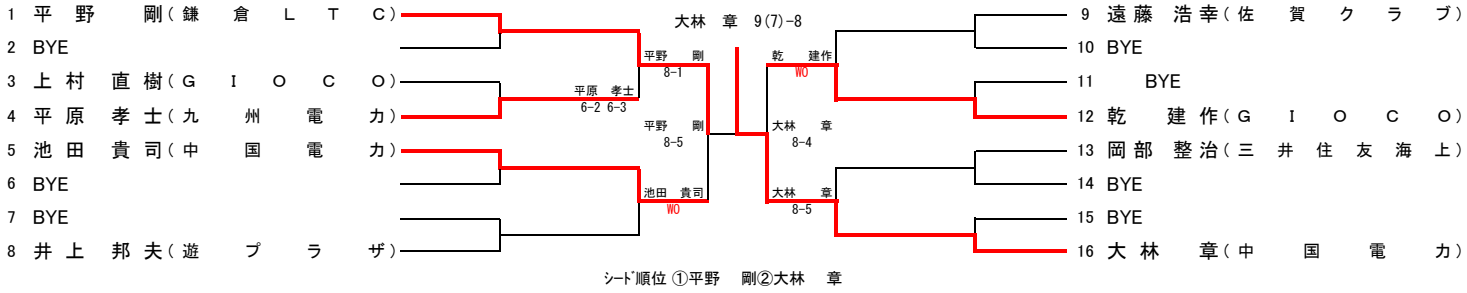 1 平野 剛(鎌倉LTC)
2 BYE
3 上村 直樹(GIOCO)
4 平原 孝士(九州電力)
5 池田 貴司(中国電力)
6 BYE
7 BYE
8 井上 邦夫(遊プラザ)
平野 剛
8-1
平原 孝士
6-2 6-3
平野 剛
8-5
池田 貴司
WO
大林 章 9(7)-8
乾 建作
WO
大林 章
8-4
大林 章
8-5
9 遠藤 浩幸(佐賀クラブ)
10 BYE
11 BYE
12 乾 建作(GIOCO)
13 岡部 整治(三井住友海上)
14 BYE
15 BYE
16 大林 章(中国電力)
シード順位 ①平野 剛②大林 章